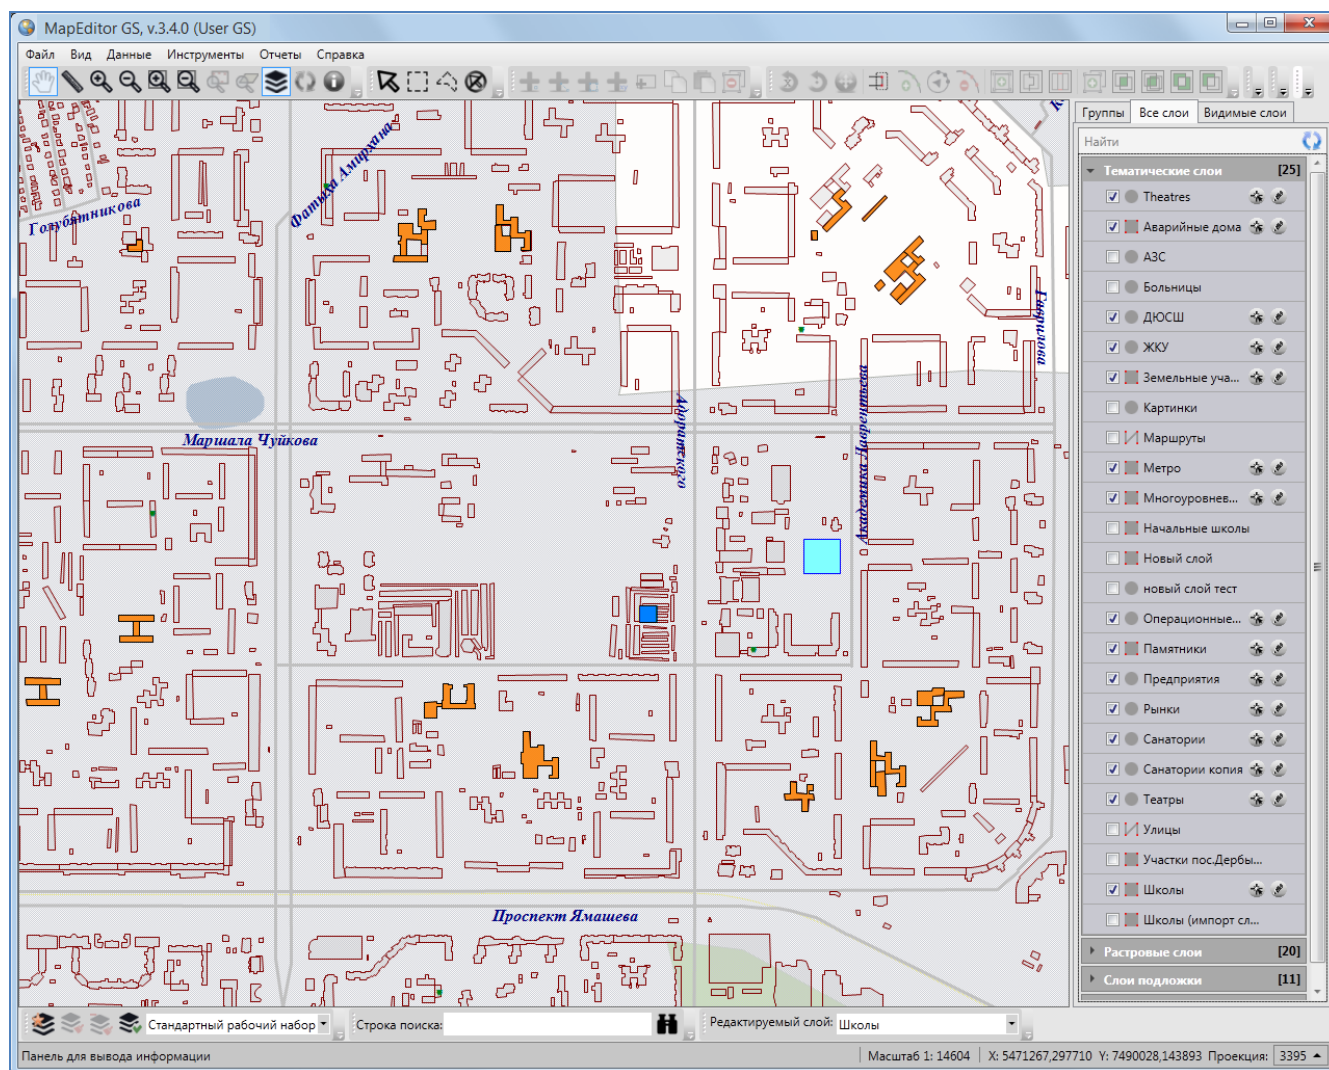 MapEditor GS, v.3.4.0 (User GS)
Файл Вид Данные Инструменты Отчеты Справка
Группы Все слои Видимые слои
Найти
Тематические слои [25]
Theatres
Аварийные дома
АЗС
Больницы
ДЮСШ
ЖКУ
Земельные уча...
Картинки
Маршруты
Метро
Многоуровнев...
Начальные школы
Новый слой
новый слой тест
Операционные...
Памятники
Предприятия
Рынки
Санатории
Санатории копия
Театры
Улицы
Участки пос.Дербы...
Школы
Школы (импорт сл...
Растровые слои [20]
Слои подложки [11]
Фатыха Амирхана
Голубятникова
Гаврилова
Маршала Чуйкова
Адоратского
Академика Лаврентьева
Проспект Ямашева
Стандартный рабочий набор Строка поиска: Редактируемый слой: Школы
Панель для вывода информации Масштаб 1: 14604 X: 5471267,297710 Y: 7490028,143893 Проекция: 3395